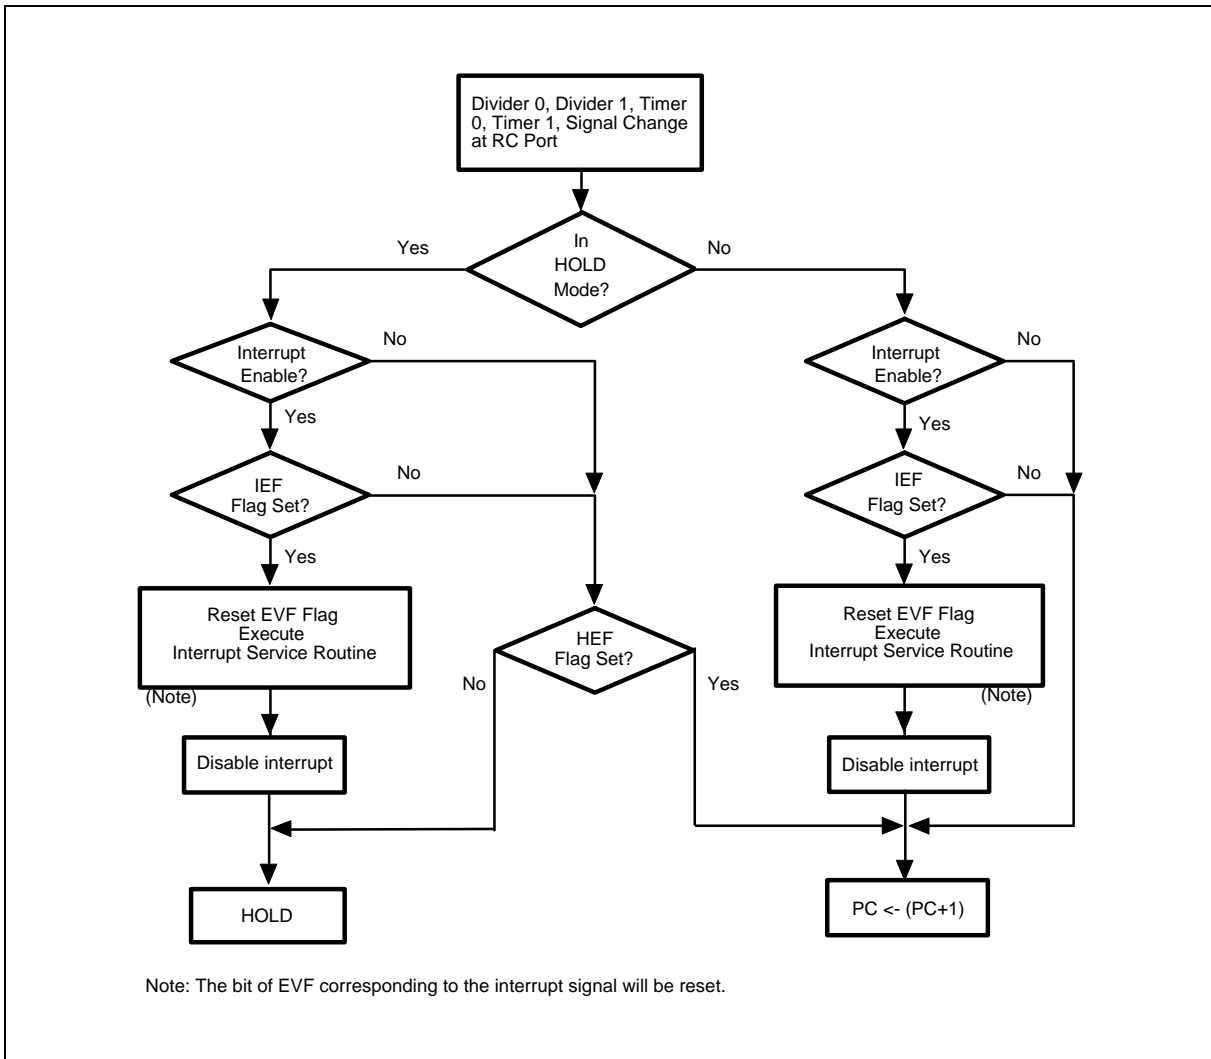 Divider 0, Divider 1, Timer
0, Timer 1, Signal Change
at RC Port
In
HOLD
Mode?
Yes
No
Interrupt
Enable?
No
Yes
Interrupt
Enable?
No
Yes
IEF
Flag Set?
No
Yes
IEF
Flag Set?
No
Yes
Reset EVF Flag
Execute
Interrupt Service Routine
(Note)
HEF
Flag Set?
No
Yes
Reset EVF Flag
Execute
Interrupt Service Routine
(Note)
Disable interrupt
Disable interrupt
HOLD
PC <- (PC+1)
Note: The bit of EVF corresponding to the interrupt signal will be reset.